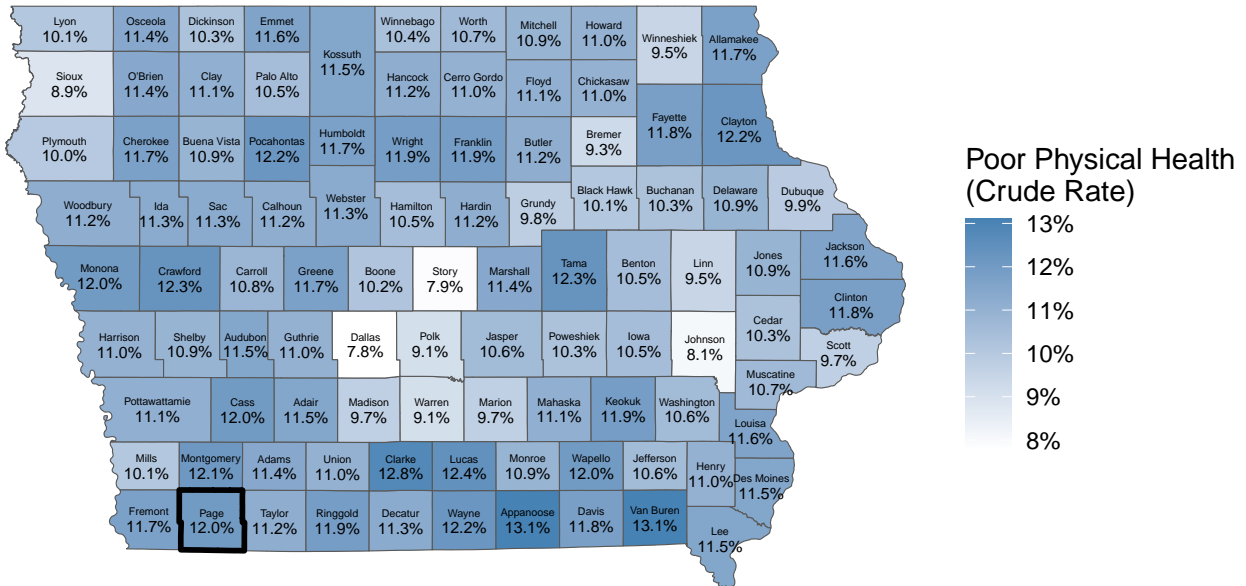 Lyon
10.1%
Osceola
11.4%
Dickinson
10.3%
Emmet
11.6%
Kossuth
11.5%
Winnebago
10.4%
Worth
10.7%
Mitchell
10.9%
Howard
11.0%
Winneshiek
9.5%
Allamakee
11.7%
Sioux
8.9%
O'Brien
11.4%
Clay
11.1%
Palo Alto
10.5%
Hancock
11.2%
Cerro Gordo
11.0%
Floyd
11.1%
Chickasaw
11.0%
Fayette
11.8%
Clayton
12.2%
Plymouth
10.0%
Cherokee
11.7%
Buena Vista
10.9%
Pocahontas
12.2%
Humboldt
11.7%
Wright
11.9%
Franklin
11.9%
Butler
11.2%
Bremer
9.3%
Woodbury
11.2%
Ida
11.3%
Sac
11.3%
Calhoun
11.2%
Webster
11.3%
Hamilton
10.5%
Hardin
11.2%
Grundy
9.8%
Black Hawk
10.1%
Buchanan
10.3%
Delaware
10.9%
Dubuque
9.9%
Monona
12.0%
Crawford
12.3%
Carroll
10.8%
Greene
11.7%
Boone
10.2%
Story
7.9%
Marshall
11.4%
Tama
12.3%
Benton
10.5%
Linn
9.5%
Jones
10.9%
Jackson
11.6%
Clinton
11.8%
Harrison
11.0%
Shelby
10.9%
Audubon
11.5%
Guthrie
11.0%
Dallas
7.8%
Polk
9.1%
Jasper
10.6%
Poweshiek
10.3%
Iowa
10.5%
Johnson
8.1%
Cedar
10.3%
Scott
9.7%
Muscatine
10.7%
Pottawattamie
11.1%
Cass
12.0%
Adair
11.5%
Madison
9.7%
Warren
9.1%
Marion
9.7%
Mahaska
11.1%
Keokuk
11.9%
Washington
10.6%
Louisa
11.6%
Mills
10.1%
Montgomery
12.1%
Adams
11.4%
Union
11.0%
Clarke
12.8%
Lucas
12.4%
Monroe
10.9%
Wapello
12.0%
Jefferson
10.6%
Henry
11.0%
Des Moines
11.5%
Fremont
11.7%
Page
12.0%
Taylor
11.2%
Ringgold
11.9%
Decatur
11.3%
Wayne
12.2%
Appanoose
13.1%
Davis
11.8%
Van Buren
13.1%
Lee
11.5%
Poor Physical Health
(Crude Rate)
13%
12%
11%
10%
9%
8%